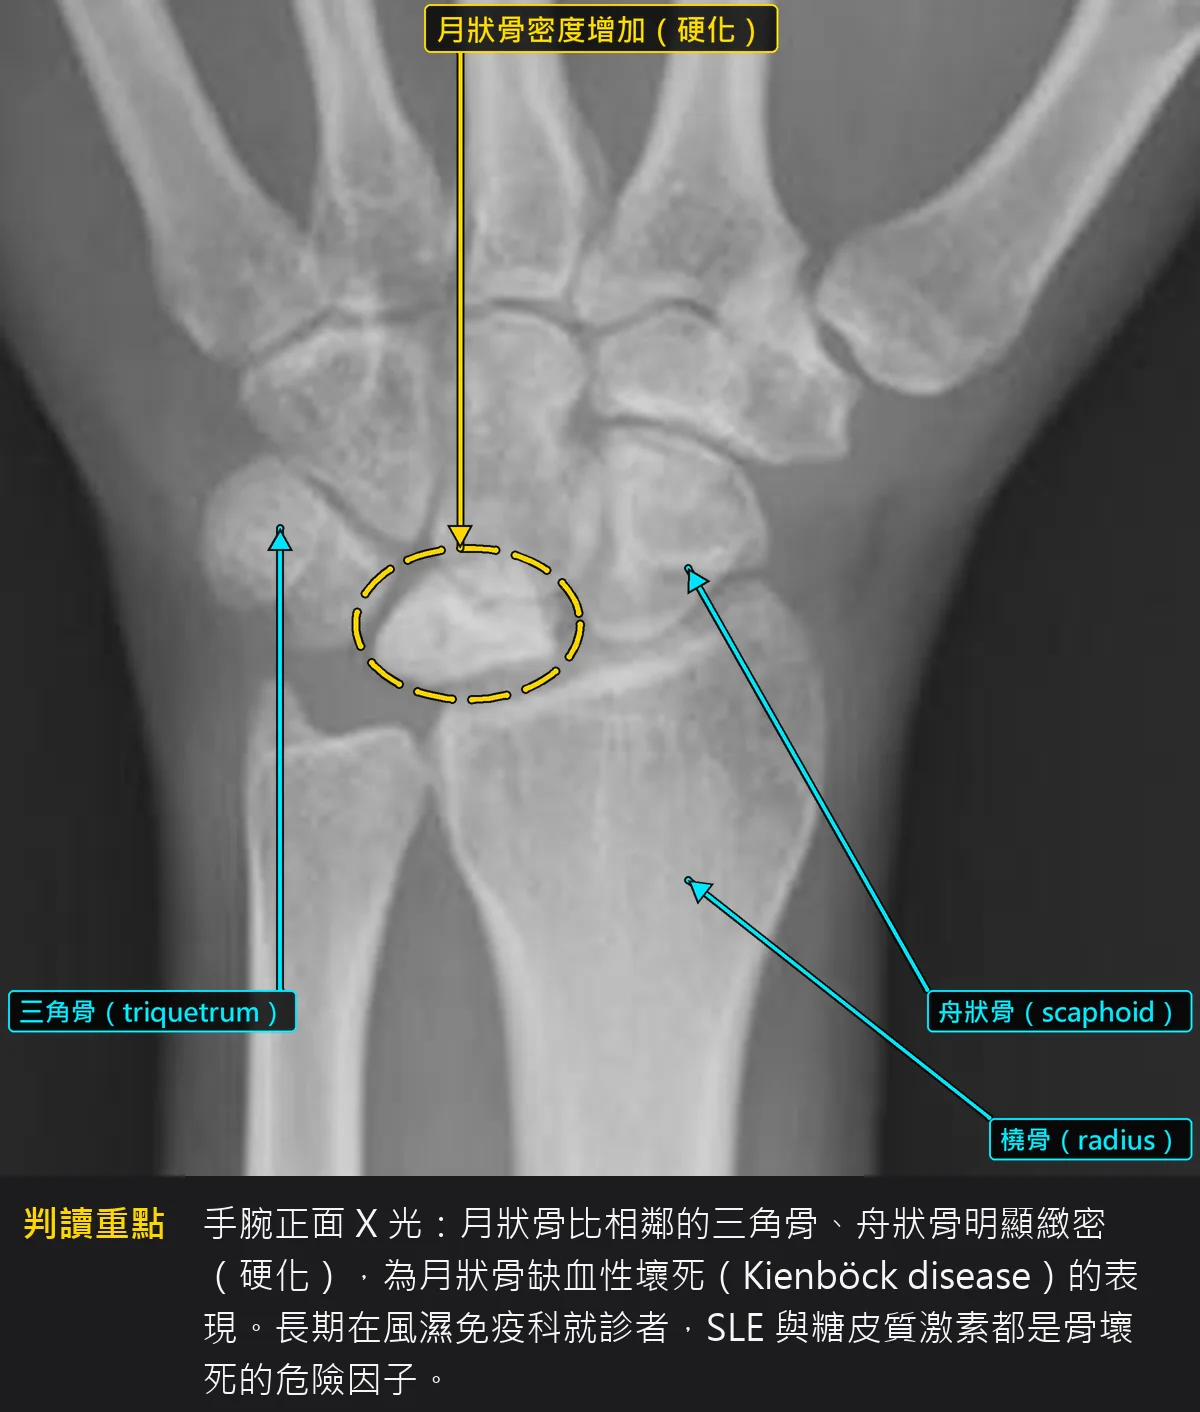 月狀骨密度增加（硬化）
三角骨（triquetrum）
舟狀骨（scaphoid）
橈骨（radius）
判讀重點
手腕正面 X 光：月狀骨比相鄰的三角骨、舟狀骨明顯緻密
（硬化），為月狀骨缺血性壞死（Kienböck disease）的表
現。長期在風濕免疫科就診者，SLE 與糖皮質激素都是骨壞
死的危險因子。